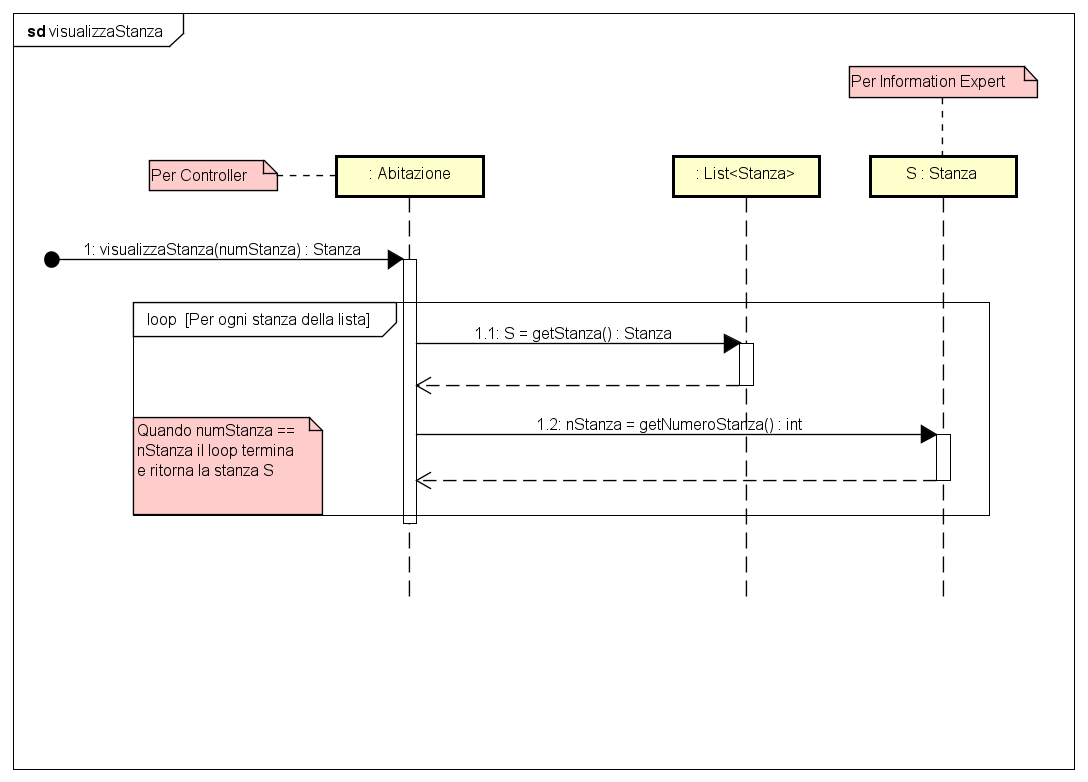 sd visualizzaStanza
Per Information Expert
Per Controller
: Abitazione
: List<Stanza>
S : Stanza
1: visualizzaStanza(numStanza) : Stanza
loop [Per ogni stanza della lista]
1.1: S = getStanza() : Stanza
1.2: nStanza = getNumeroStanza() : int
Quando numStanza ==
nStanza il loop termina
e ritorna la stanza S